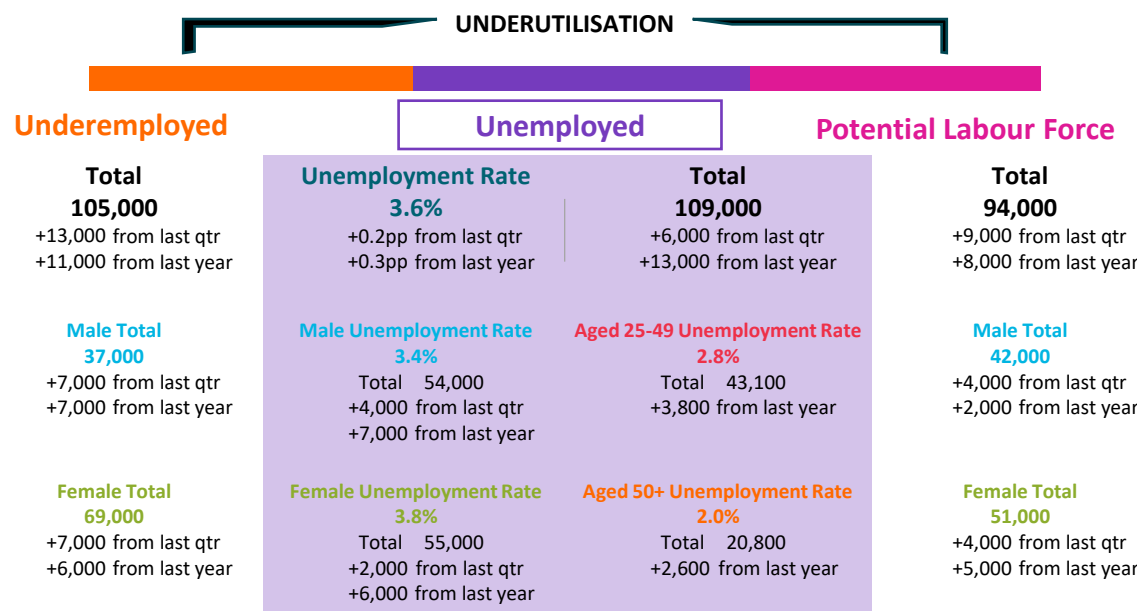 UNDERUTILISATION
Underemployed
Unemployed
Potential Labour Force
Total
105,000
+13,000 from last qtr
+11,000 from last year
Unemployment Rate
3.6%
+0.2pp from last qtr
+0.3pp from last year
Total
109,000
+6,000 from last qtr
+13,000 from last year
Total
94,000
+9,000 from last qtr
+8,000 from last year
Male Total
37,000
+7,000 from last qtr
+7,000 from last year
Male Unemployment Rate
3.4%
Total 54,000
+4,000 from last qtr
+7,000 from last year
Aged 25-49 Unemployment Rate
2.8%
Total 43,100
+3,800 from last year
Male Total
42,000
+4,000 from last qtr
+2,000 from last year
Female Total
69,000
+7,000 from last qtr
+6,000 from last year
Female Unemployment Rate
3.8%
Total 55,000
+2,000 from last qtr
+6,000 from last year
Aged 50+ Unemployment Rate
2.0%
Total 20,800
+2,600 from last year
Female Total
51,000
+4,000 from last qtr
+5,000 from last year